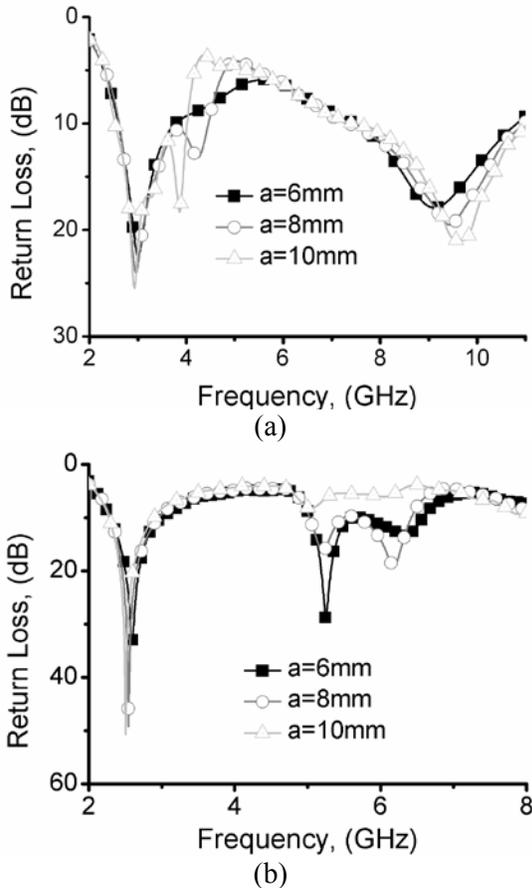 0
10
20
30
Return Loss, (dB)
a=6mm
a=8mm
a=10mm
2 4 6 8 10
Frequency, (GHz)
(a)
0
20
40
60
Return Loss, (dB)
a=6mm
a=8mm
a=10mm
2 4 6 8
Frequency, (GHz)
(b)